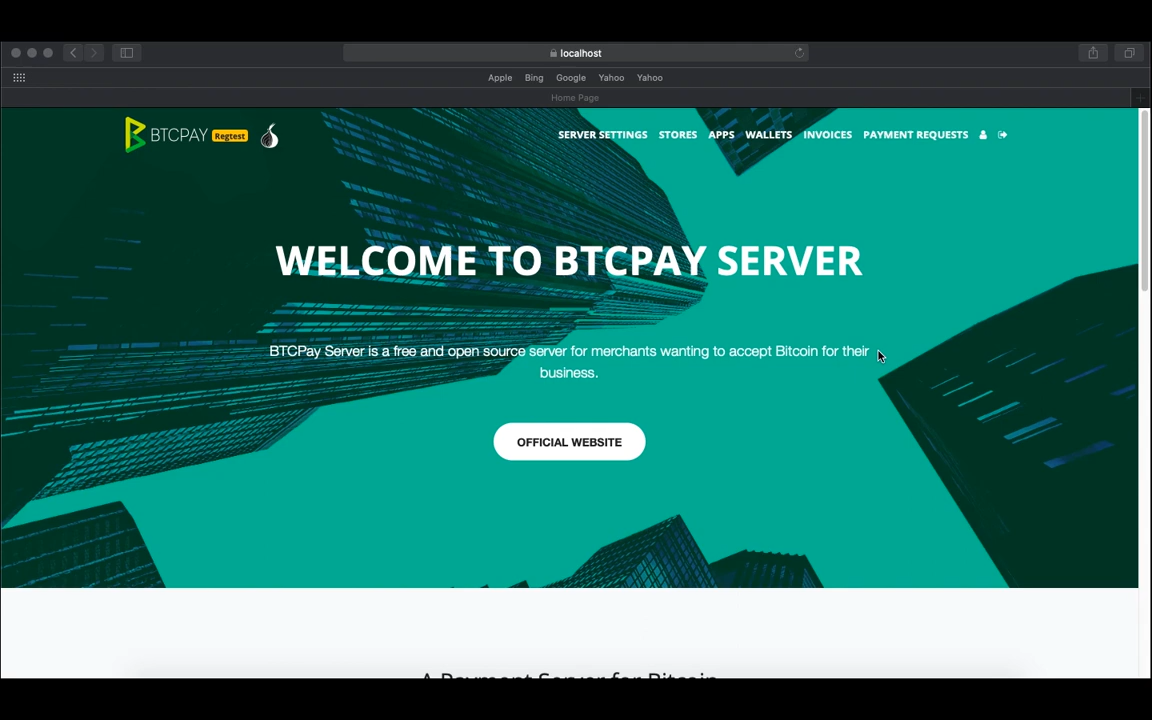 localhost
Apple Bing Google Yahoo Yahoo
Home Page
BTCPAY Regtest SERVER SETTINGS STORES APPS WALLETS INVOICES PAYMENT REQUESTS
WELCOME TO BTCPAY SERVER
BTCPay Server is a free and open source server for merchants wanting to accept Bitcoin for their
business.
OFFICIAL WEBSITE
A Payment Server for Bitcoin